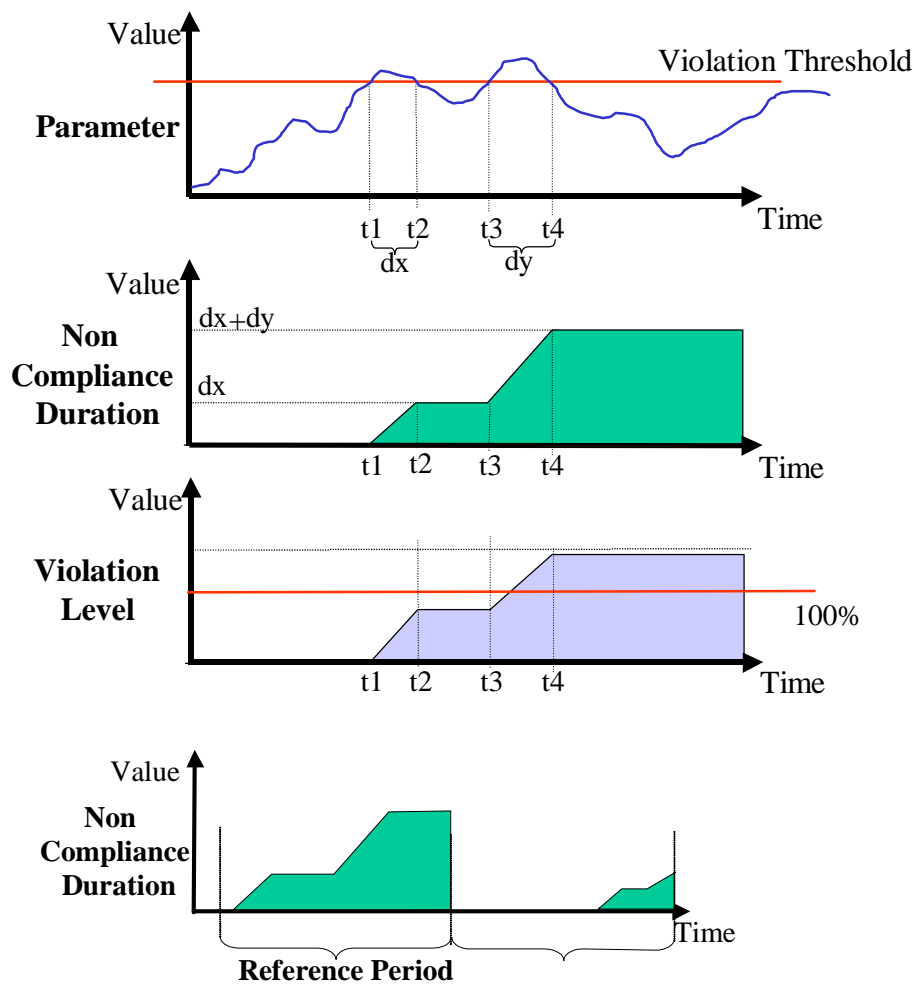 Value
Violation Threshold
Parameter
Time
t1 t2 t3 t4
dx dy
Value
dx+dy
Non
Compliance
Duration
dx
t1 t2 t3 t4
Time
Value
Violation
Level
100%
t1 t2 t3 t4
Time
Value
Non
Compliance
Duration
Time
Reference Period